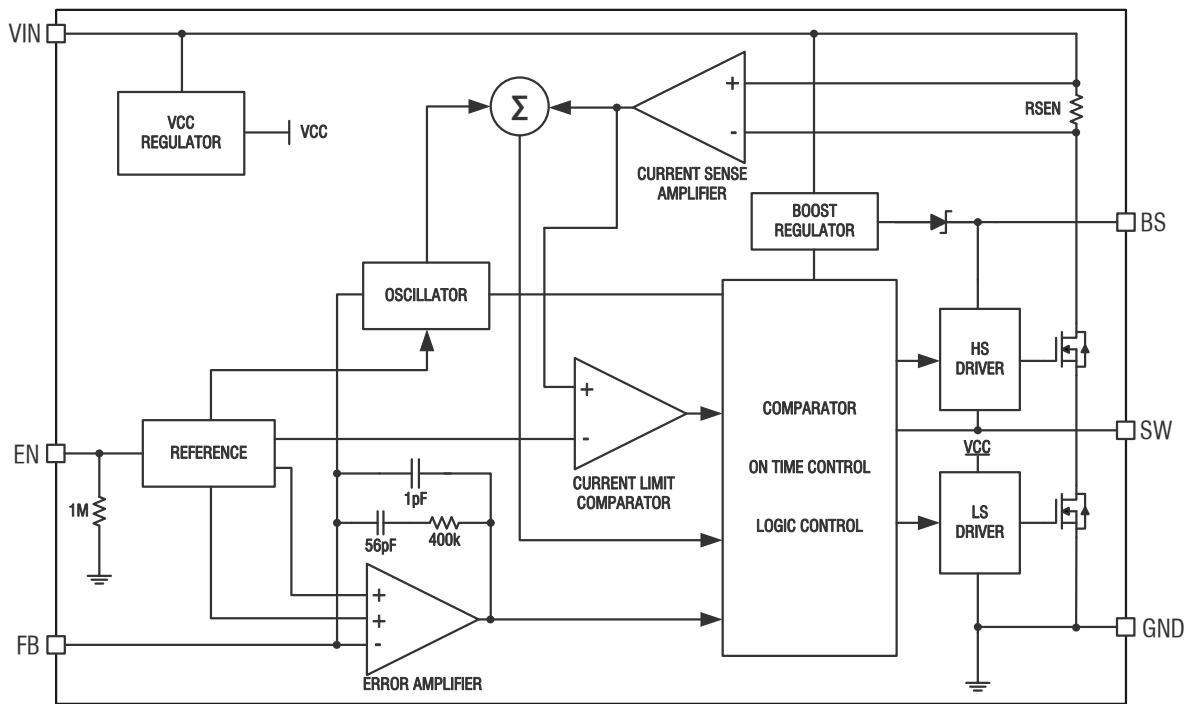 VIN
VCC
REGULATOR
VCC
Σ
+
-
CURRENT SENSE
AMPLIFIER
RSEN
BOOST
REGULATOR
BS
OSCILLATOR
HS
DRIVER
+
-
CURRENT LIMIT
COMPARATOR
COMPARATOR
ON TIME CONTROL
LOGIC CONTROL
SW
EN
REFERENCE
1M
1pF
56pF
400k
VCC
LS
DRIVER
+
+
-
ERROR AMPLIFIER
FB
GND